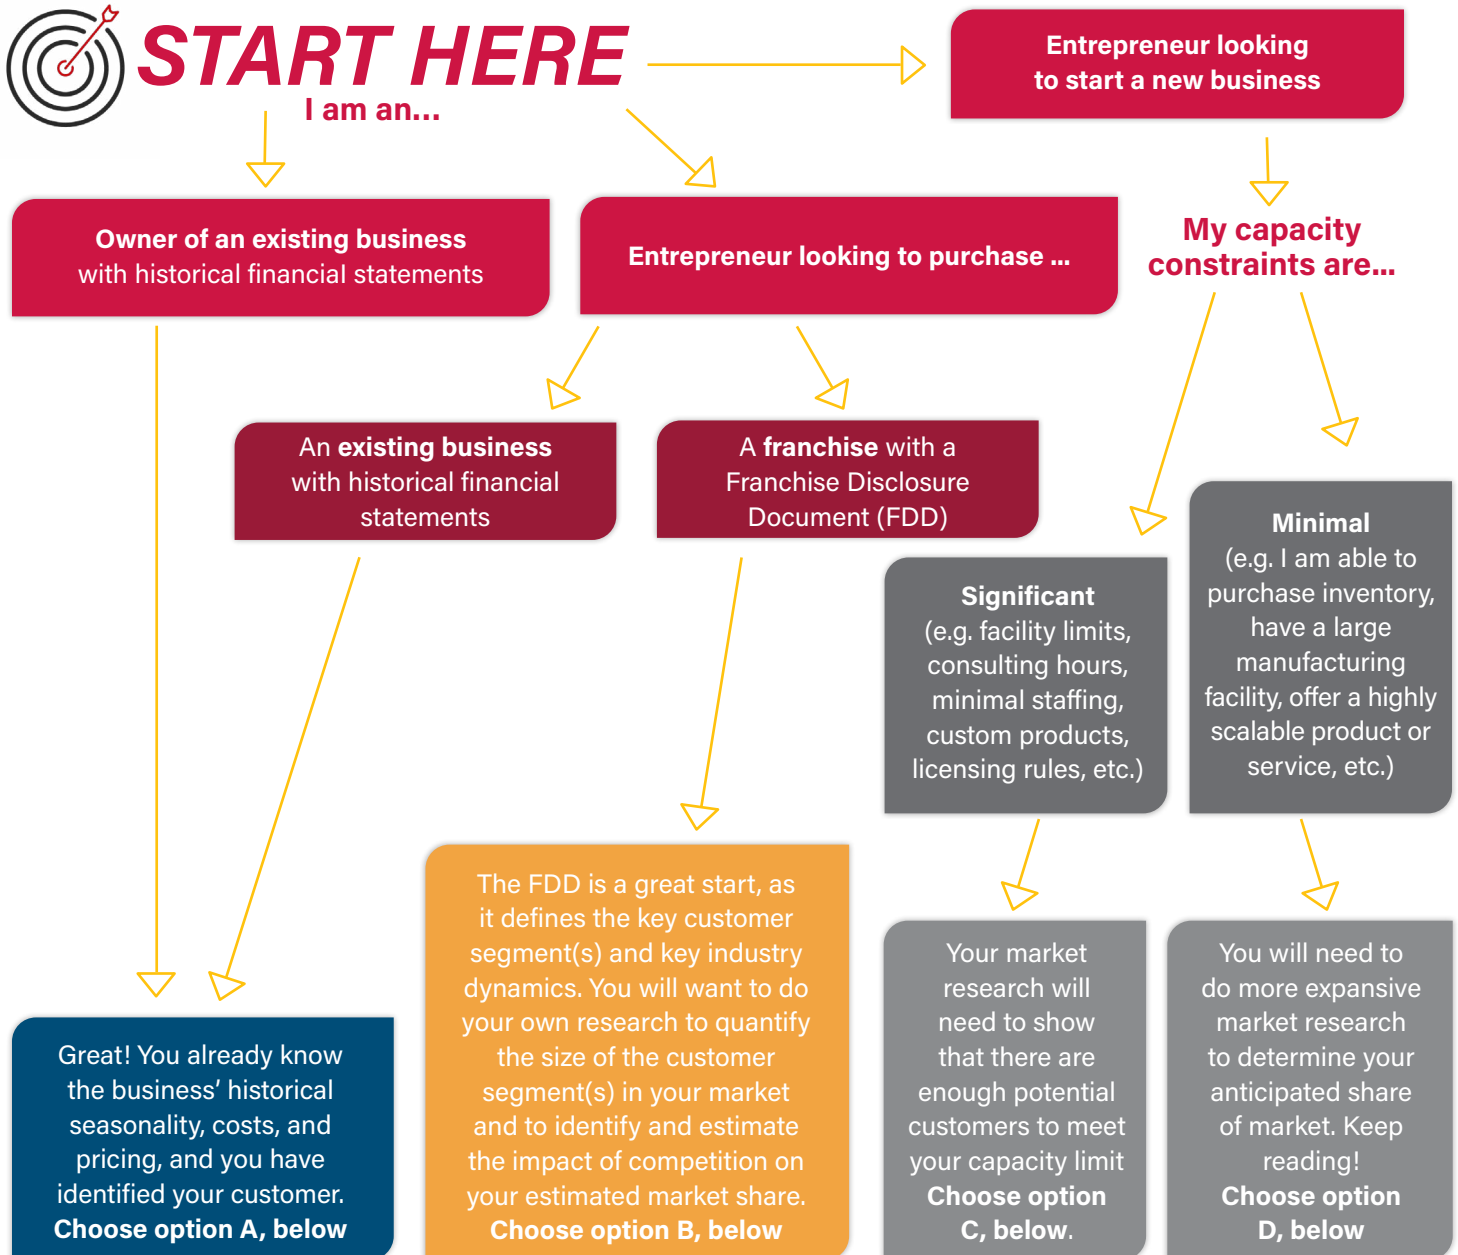 START HERE
I am an...
Entrepreneur looking
to start a new business
Owner of an existing business
with historical financial statements
Entrepreneur looking to purchase ...
My capacity
constraints are...
An existing business
with historical financial
statements
A franchise with a
Franchise Disclosure
Document (FDD)
Significant
(e.g. facility limits,
consulting hours,
minimal staffing,
custom products,
licensing rules, etc.)
Minimal
(e.g. I am able to
purchase inventory,
have a large
manufacturing
facility, offer a highly
scalable product or
service, etc.)
Great! You already know
the business’ historical
seasonality, costs, and
pricing, and you have
identified your customer.
Choose option A, below
The FDD is a great start, as
it defines the key customer
segment(s) and key industry
dynamics. You will want to do
your own research to quantify
the size of the customer
segment(s) in your market
and to identify and estimate
the impact of competition on
your estimated market share.
Choose option B, below
Your market
research will
need to show
that there are
enough potential
customers to meet
your capacity limit
Choose option
C, below.
You will need to
do more expansive
market research
to determine your
anticipated share
of market. Keep
reading!
Choose option
D, below